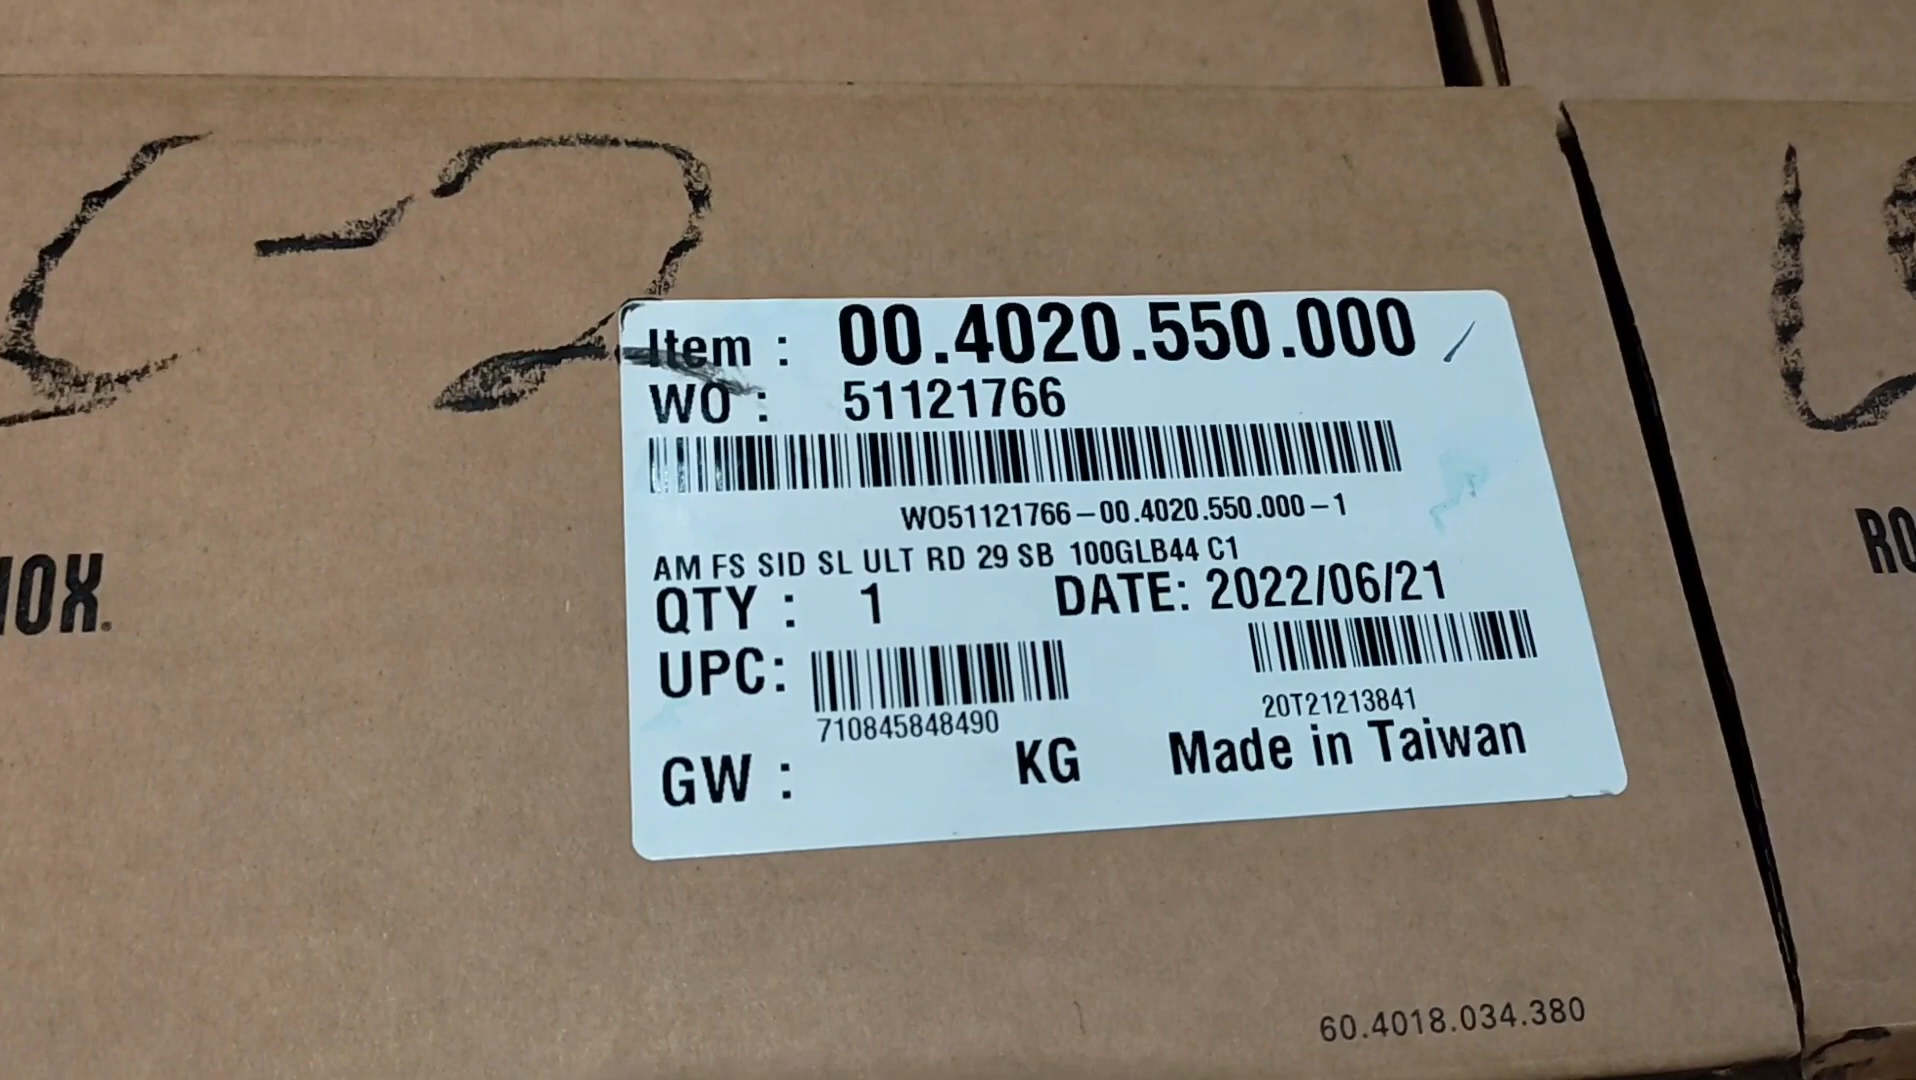 -2
Item : 00.4020.550.000
WO : 51121766
WO51121766-00.4020.550.000-1
AM FS SID SL ULT RD 29 SB 100GLB44 C1
QTY : 1 DATE: 2022/06/21
UPC:
710845848490
20T21213841
GW : KG Made in Taiwan
60.4018.034.380